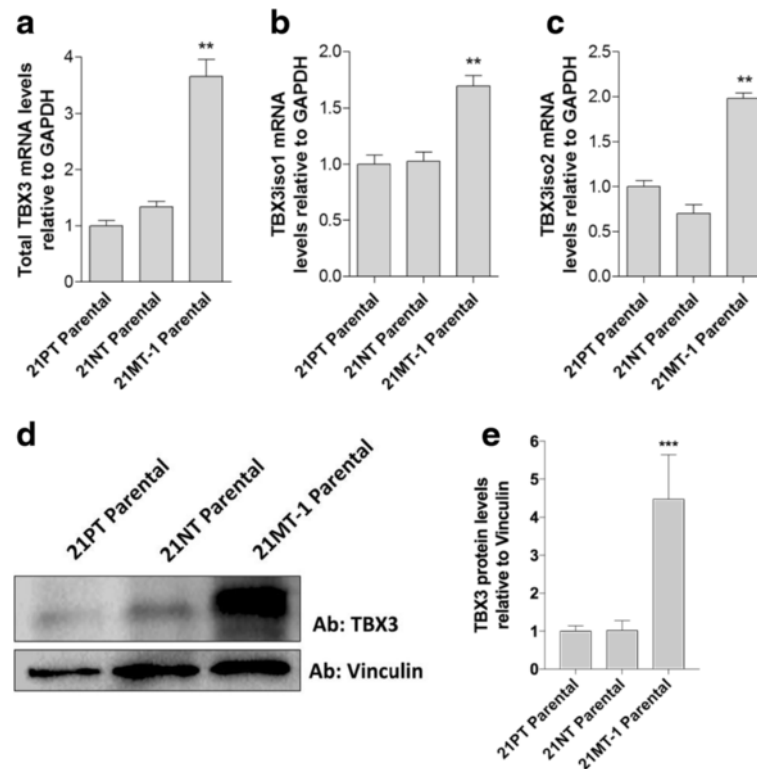 a
Total TBX3 mRNA levels
relative to GAPDH
4
3
2
1
0
**
21PT Parental
21NT Parental
21MT-1 Parental
b
TBX3iso1 mRNA
levels relative to GAPDH
2.0
1.5
1.0
0.5
0.0
**
21PT Parental
21NT Parental
21MT-1 Parental
c
TBX3iso2 mRNA
levels relative to GAPDH
2.5
2.0
1.5
1.0
0.5
0.0
**
21PT Parental
21NT Parental
21MT-1 Parental
d
21PT Parental
21NT Parental
21MT-1 Parental
Ab: TBX3
Ab: Vinculin
e
TBX3 protein levels
relative to Vinculin
6
5
4
3
2
1
0
***
21PT Parental
21NT Parental
21MT-1 Parental